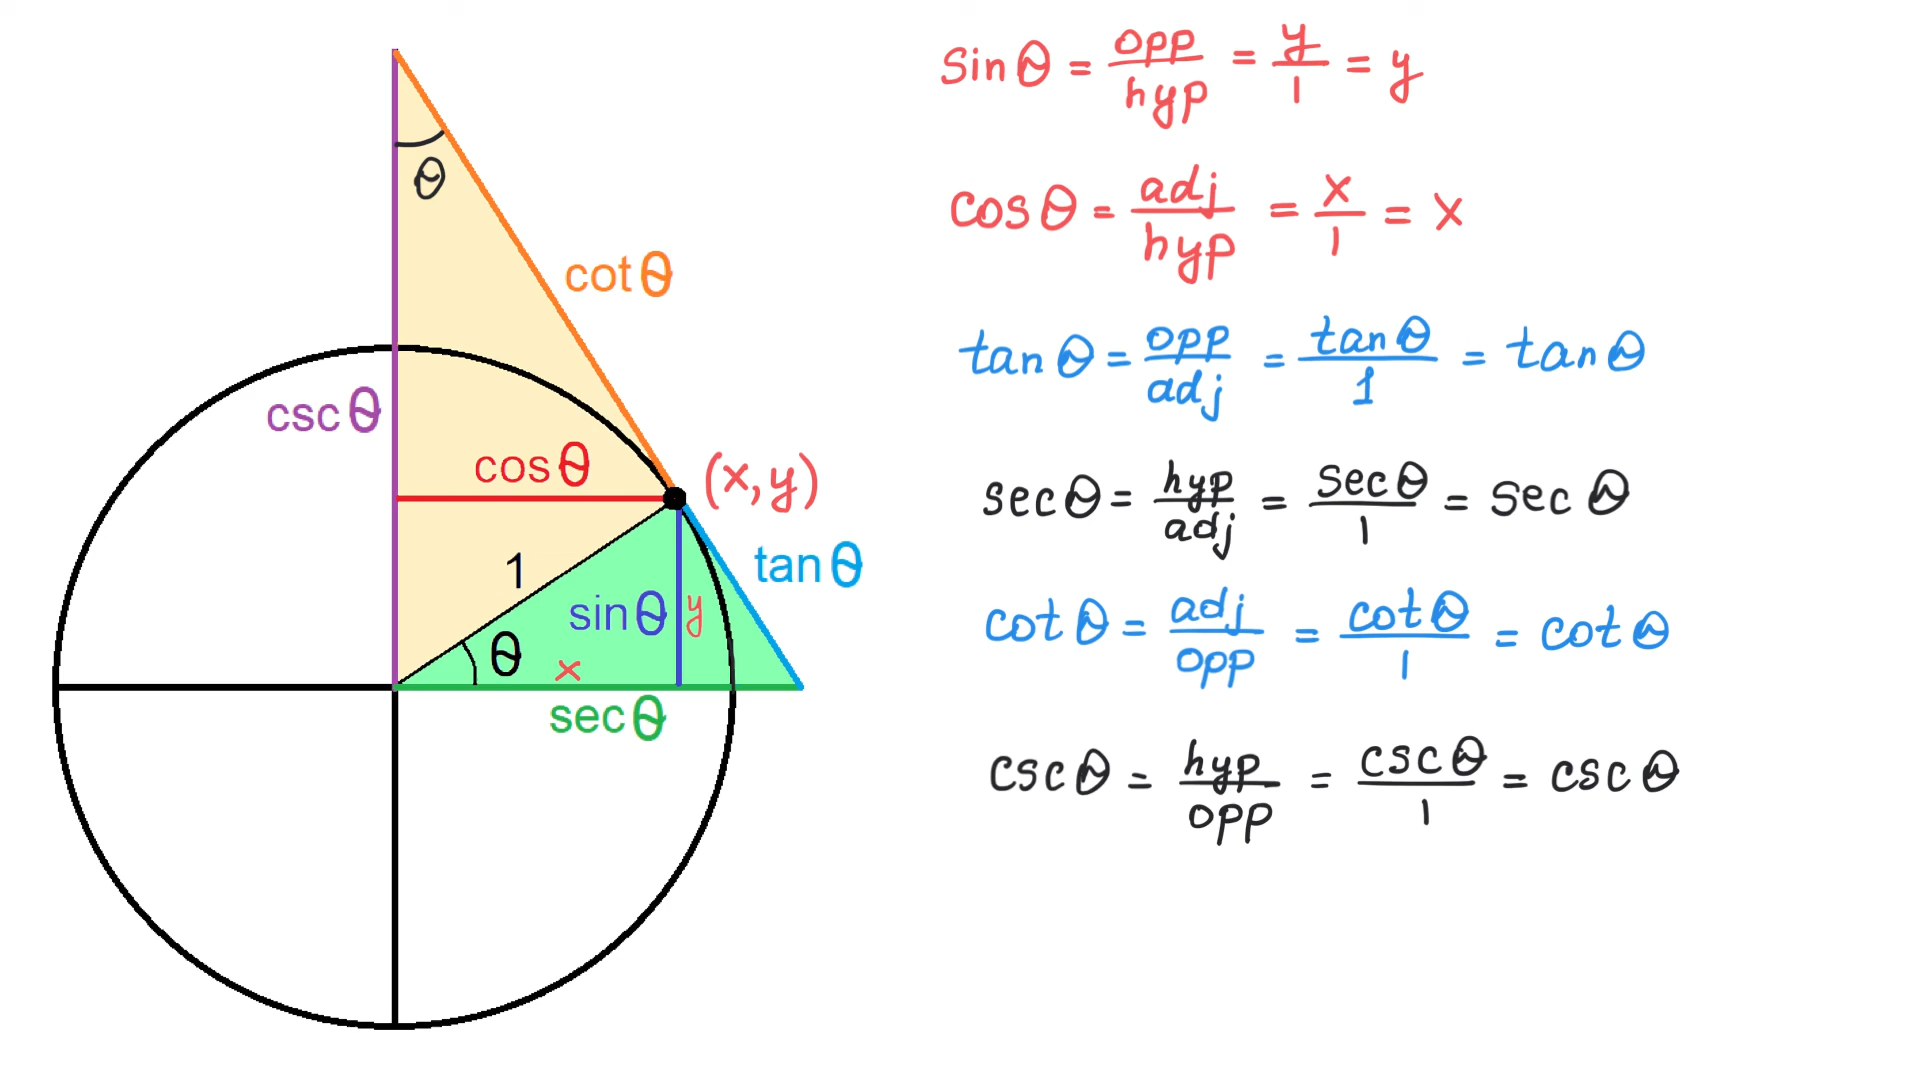 θ
cot θ
csc θ
cos θ
(x, y)
1
tan θ
sin θ
y
θ
x
sec θ
sin θ = opp/hyp = y/1 = y
cos θ = adj/hyp = x/1 = x
tan θ = opp/adj = tan θ/1 = tan θ
sec θ = hyp/adj = sec θ/1 = sec θ
cot θ = adj/opp = cot θ/1 = cot θ
csc θ = hyp/opp = csc θ/1 = csc θ